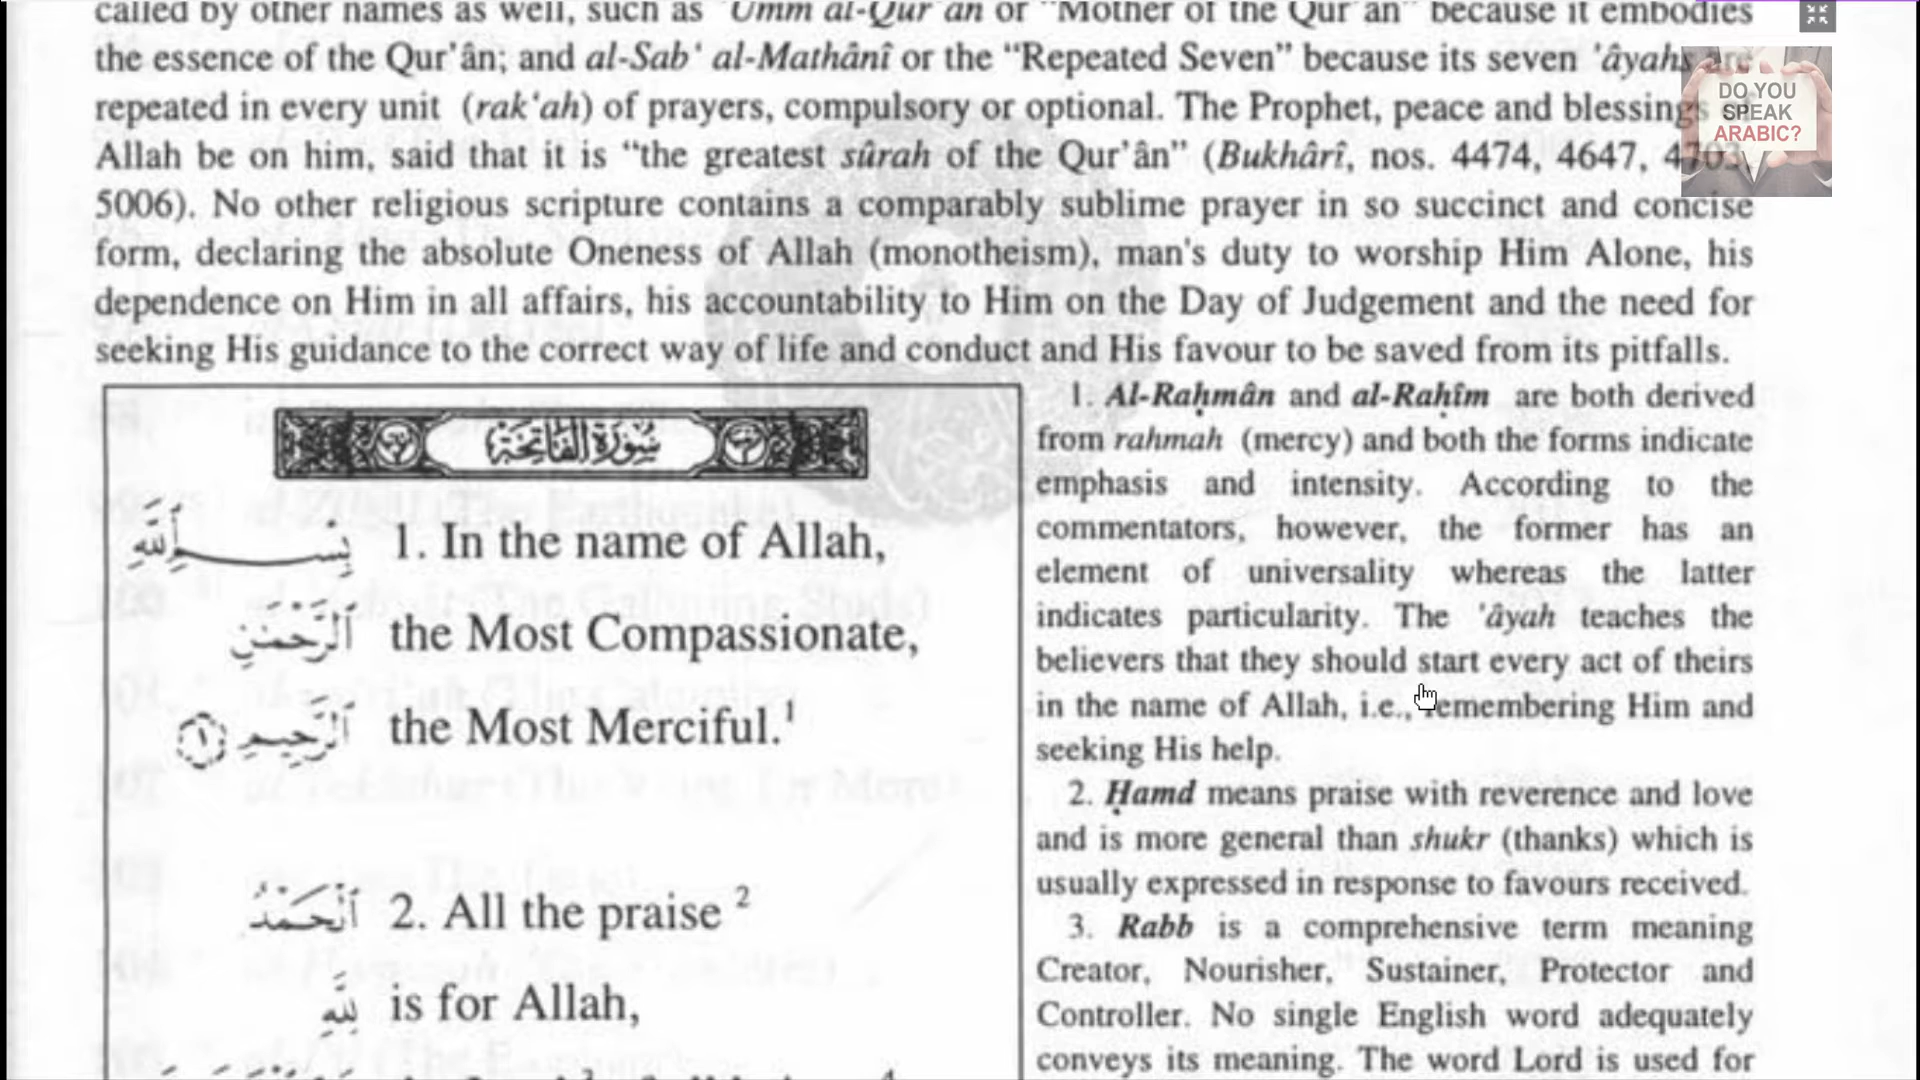 called by other names as well, such as 'Umm al-Qur'ân or "Mother of the Qur'ân" because it embodies
the essence of the Qur'ân; and al-Sab‘ al-Mathânî or the "Repeated Seven" because its seven 'âyahs are
repeated in every unit (rak‘ah) of prayers, compulsory or optional. The Prophet, peace and blessings
Allah be on him, said that it is "the greatest sûrah of the Qur'ân" (Bukhârî, nos. 4474, 4647, 4703,
5006). No other religious scripture contains a comparably sublime prayer in so succinct and concise
form, declaring the absolute Oneness of Allah (monotheism), man's duty to worship Him Alone, his
dependence on Him in all affairs, his accountability to Him on the Day of Judgement and the need for
seeking His guidance to the correct way of life and conduct and His favour to be saved from its pitfalls.
DO YOU
SPEAK
ARABIC?
سُورَةُ الفَاتِحَةِ
بِسْمِ ٱللَّهِ 1. In the name of Allah,
ٱلرَّحْمَٰنِ the Most Compassionate,
ٱلرَّحِيمِ ١ the Most Merciful.¹
ٱلْحَمْدُ 2. All the praise ²
لِلَّهِ is for Allah,
1. Al-Raḥmân and al-Raḥîm are both derived
from rahmah (mercy) and both the forms indicate
emphasis and intensity. According to the
commentators, however, the former has an
element of universality whereas the latter
indicates particularity. The 'âyah teaches the
believers that they should start every act of theirs
in the name of Allah, i.e., remembering Him and
seeking His help.
2. Ḥamd means praise with reverence and love
and is more general than shukr (thanks) which is
usually expressed in response to favours received.
3. Rabb is a comprehensive term meaning
Creator, Nourisher, Sustainer, Protector and
Controller. No single English word adequately
conveys its meaning. The word Lord is used for